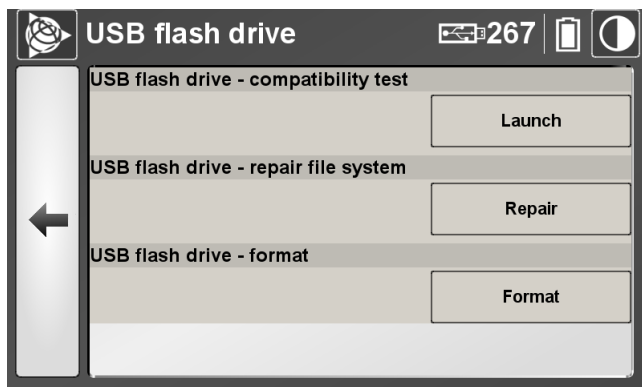 USB flash drive 267
USB flash drive - compatibility test
Launch
USB flash drive - repair file system
Repair
USB flash drive - format
Format